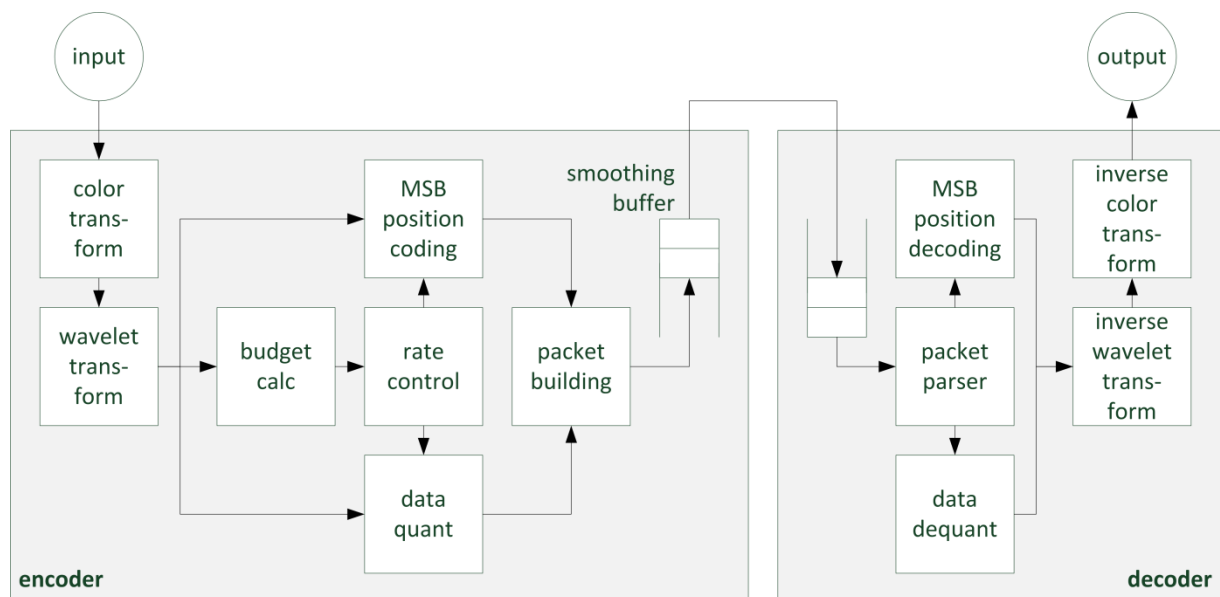 input
output
color
trans-
form
MSB
position
coding
smoothing
buffer
MSB
position
decoding
inverse
color
trans-
form
wavelet
trans-
form
budget
calc
rate
control
packet
building
packet
parser
inverse
wavelet
trans-
form
data
quant
data
dequant
encoder
decoder